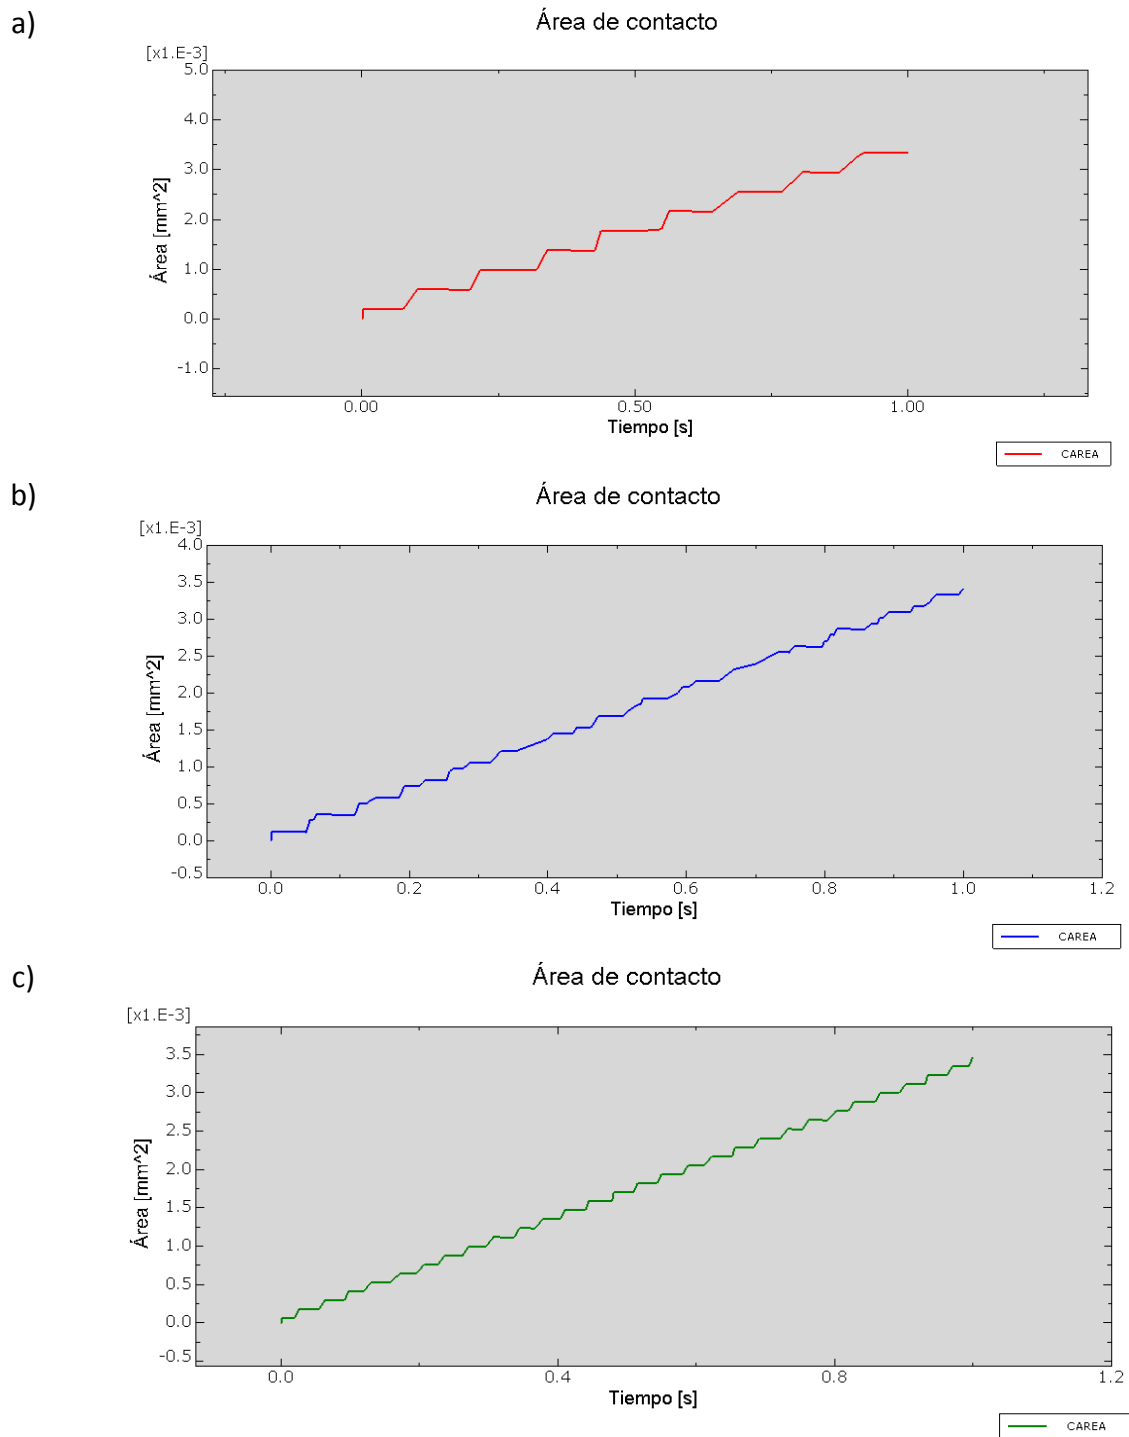 a)
Área de contacto
[x1.E-3]
5.0
4.0
3.0
2.0
1.0
0.0
-1.0
Área [mm^2]
0.00 0.50 1.00
Tiempo [s]
CAREA
b)
Área de contacto
[x1.E-3]
4.0
3.5
3.0
2.5
2.0
1.5
1.0
0.5
0.0
-0.5
Área [mm^2]
0.0 0.2 0.4 0.6 0.8 1.0 1.2
Tiempo [s]
CAREA
c)
Área de contacto
[x1.E-3]
3.5
3.0
2.5
2.0
1.5
1.0
0.5
0.0
-0.5
Área [mm^2]
0.0 0.4 0.8 1.2
Tiempo [s]
CAREA